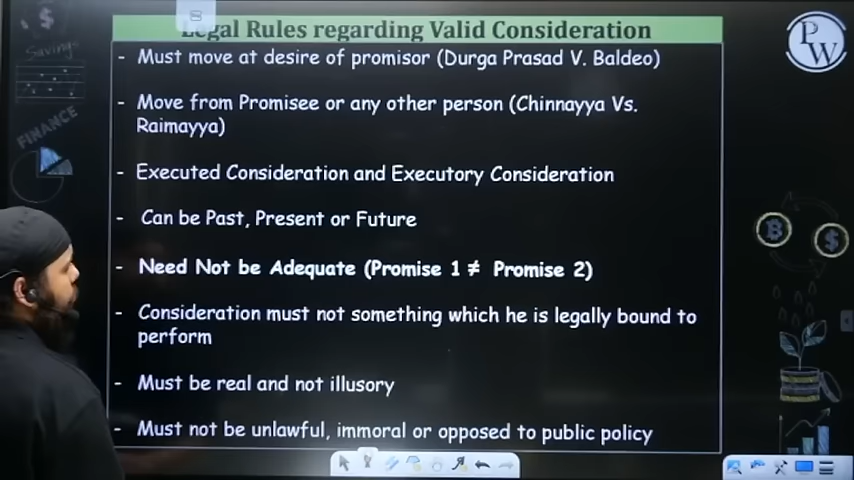 Legal Rules regarding Valid Consideration
- Must move at desire of promisor (Durga Prasad V. Baldeo)
- Move from Promisee or any other person (Chinnayya Vs.
Raimayya)
- Executed Consideration and Executory Consideration
- Can be Past, Present or Future
- Need Not be Adequate (Promise 1 ≠ Promise 2)
- Consideration must not something which he is legally bound to
perform
- Must be real and not illusory
- Must not be unlawful, immoral or opposed to public policy
PW
Saving
FINANCE